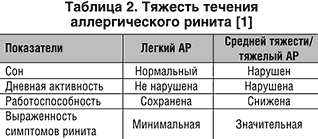 Таблица 2. Тяжесть течения
аллергического ринита [1]
Показатели Легкий АР Средней тяжести/
тяжелый АР
Сон Нормальный Нарушен
Дневная активность Не нарушена Нарушена
Работоспособность Сохранена Снижена
Выраженность
симптомов ринита Минимальная Значительная